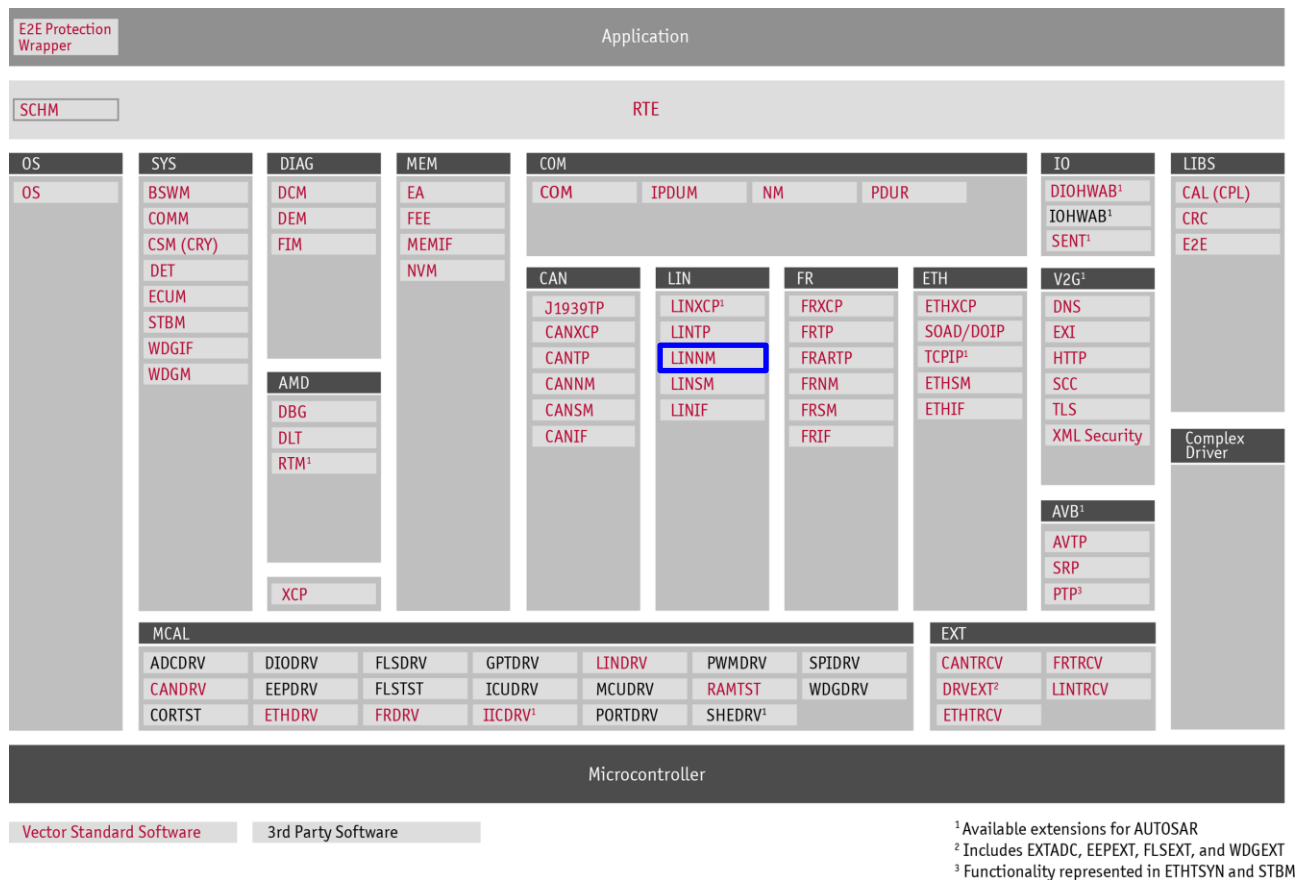 E2E Protection
Wrapper
Application
SCHM
RTE
OS
OS
SYS
BSWM
COMM
CSM (CRY)
DET
ECUM
STBM
WDGIF
WDGM
DIAG
DCM
DEM
FIM
AMD
DBG
DLT
RTM¹
XCP
MEM
EA
FEE
MEMIF
NVM
COM
COM IPDUM NM PDUR
CAN
J1939TP
CANXCP
CANTP
CANNM
CANSM
CANIF
LIN
LINXCP¹
LINTP
LINNM
LINSM
LINIF
FR
FRXCP
FRTP
FRARTP
FRNM
FRSM
FRIF
ETH
ETHXCP
SOAD/DOIP
TCPIP¹
ETHSM
ETHIF
IO
DIOHWAB¹
IOHWAB¹
SENT¹
V2G¹
DNS
EXI
HTTP
SCC
TLS
XML Security
AVB¹
AVTP
SRP
PTP³
LIBS
CAL (CPL)
CRC
E2E
Complex
Driver
MCAL
ADCDRV DIODRV FLSDRV GPTDRV LINDRV PWMDRV SPIDRV
CANDRV EEPDRV FLSTST ICUDRV MCUDRV RAMTST WDGDRV
CORTST ETHDRV FRDRV IICDRV¹ PORTDRV SHEDRV¹
EXT
CANTRCV FRTRCV
DRVEXT² LINTRCV
ETHTRCV
Microcontroller
Vector Standard Software 3rd Party Software
¹ Available extensions for AUTOSAR
² Includes EXTADC, EEPEXT, FLSEXT, and WDGEXT
³ Functionality represented in ETHTSYN and STBM